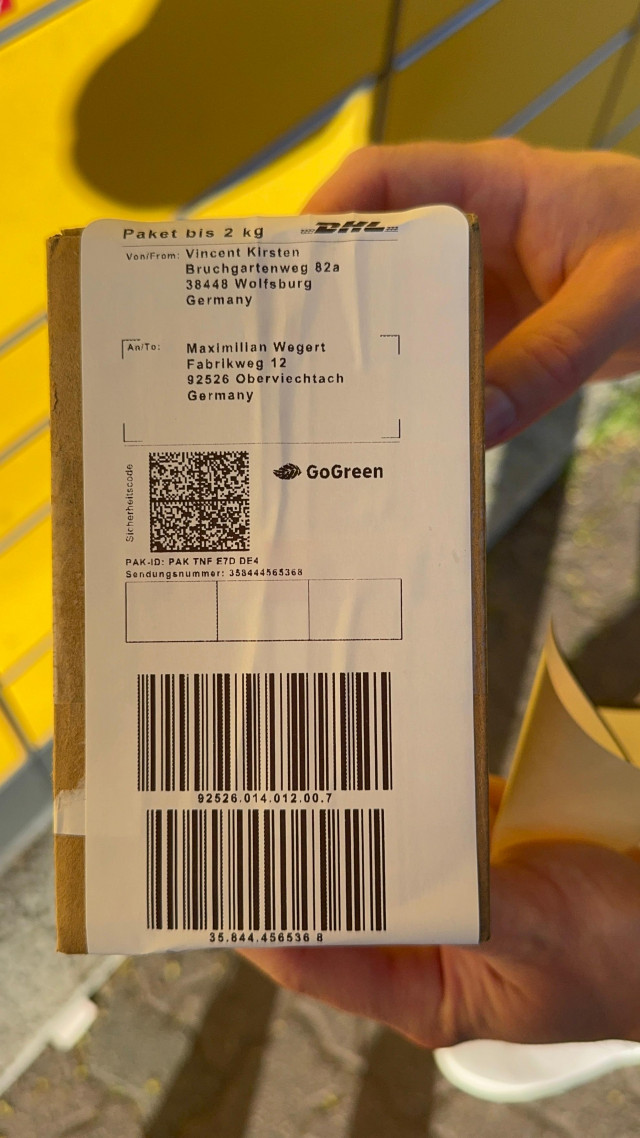 Paket bis 2 kg
DHL
Von/From: Vincent Kirsten
Bruchgartenweg 82a
38448 Wolfsburg
Germany
An/To: Maximilian Wegert
Fabrikweg 12
92526 Oberviechtach
Germany
Sicherheitscode
GoGreen
PAK-ID: PAK TNF E7D DE4
Sendungsnummer: 358444565368
92526.014.012.00.7
35.844.456536 8